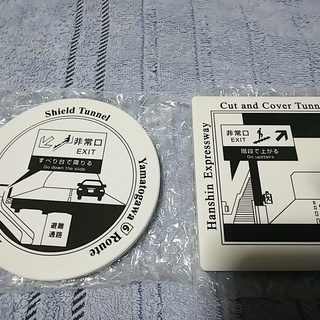 Shield Tunnel
非常口
EXIT
すべり台で降りる
Go down the slide
避難
通路
Yamatogawa 6 Route
Cut and Cover Tunn
Hanshin Expressway
非常口
EXIT
階段で上がる
Go upstairs